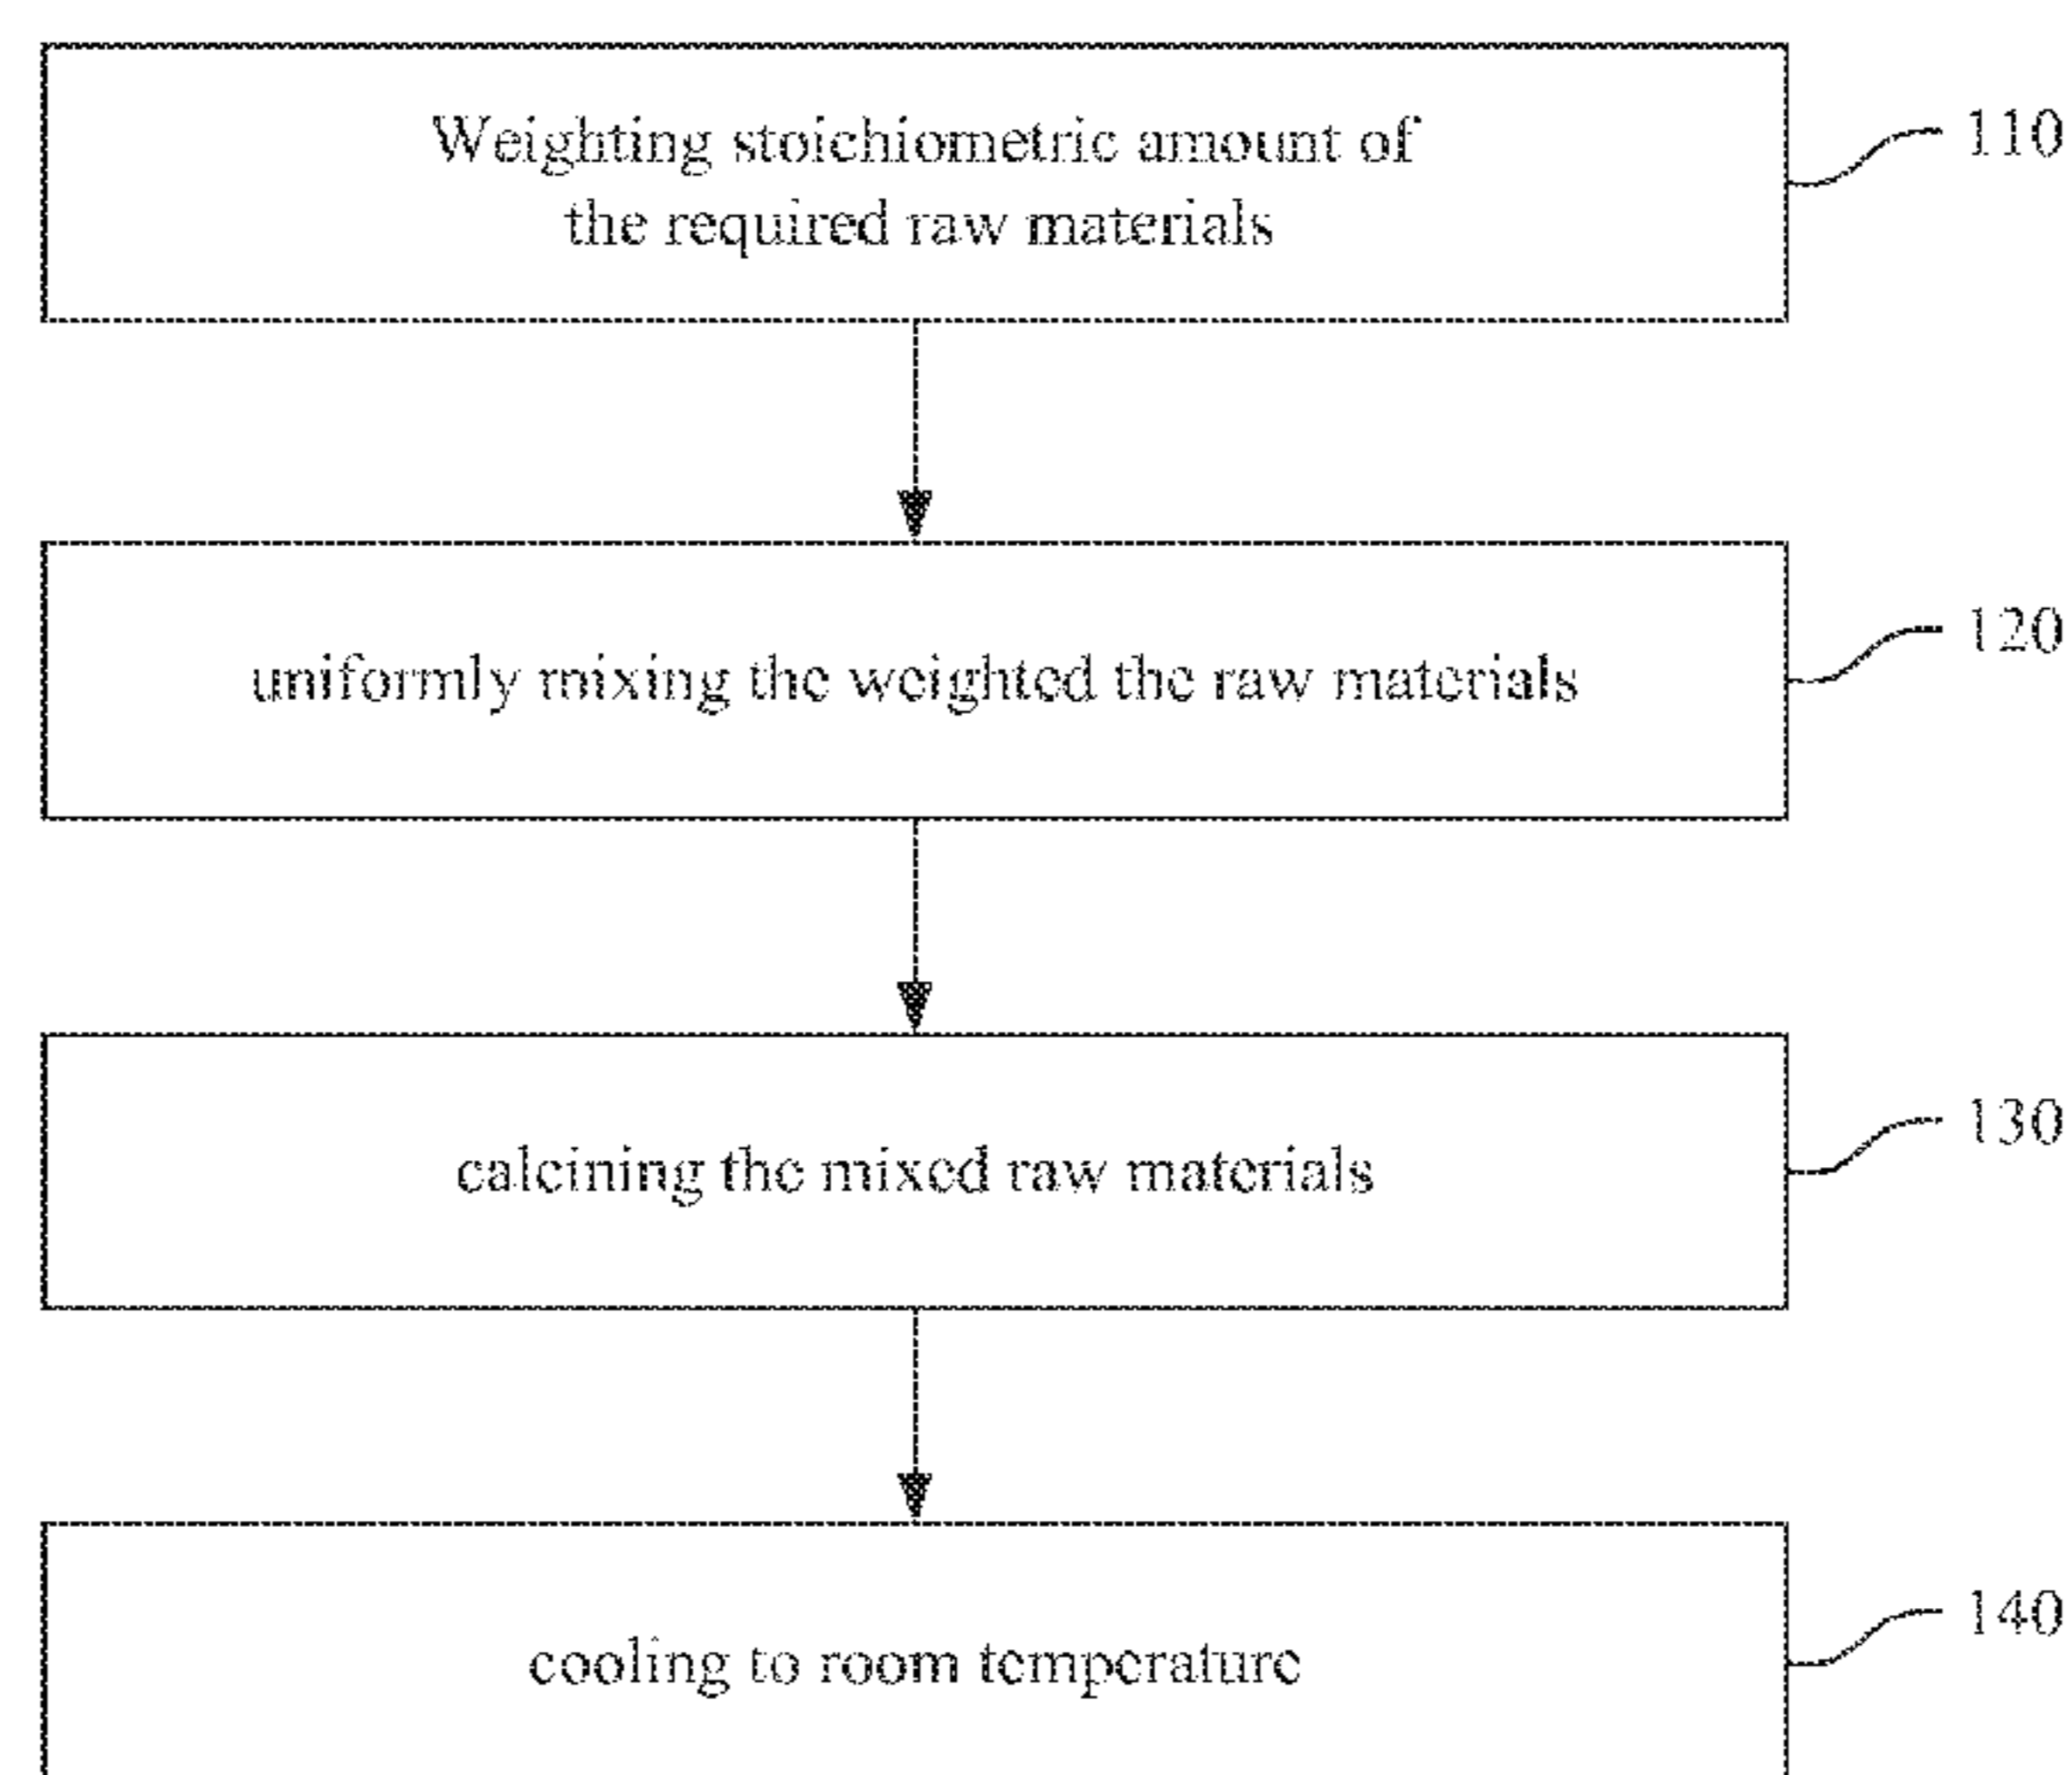 Weighting stoichiometric amount of
the required raw materials
110
uniformly mixing the weighted the raw materials
120
calcining the mixed raw materials
130
cooling to room temperature
140